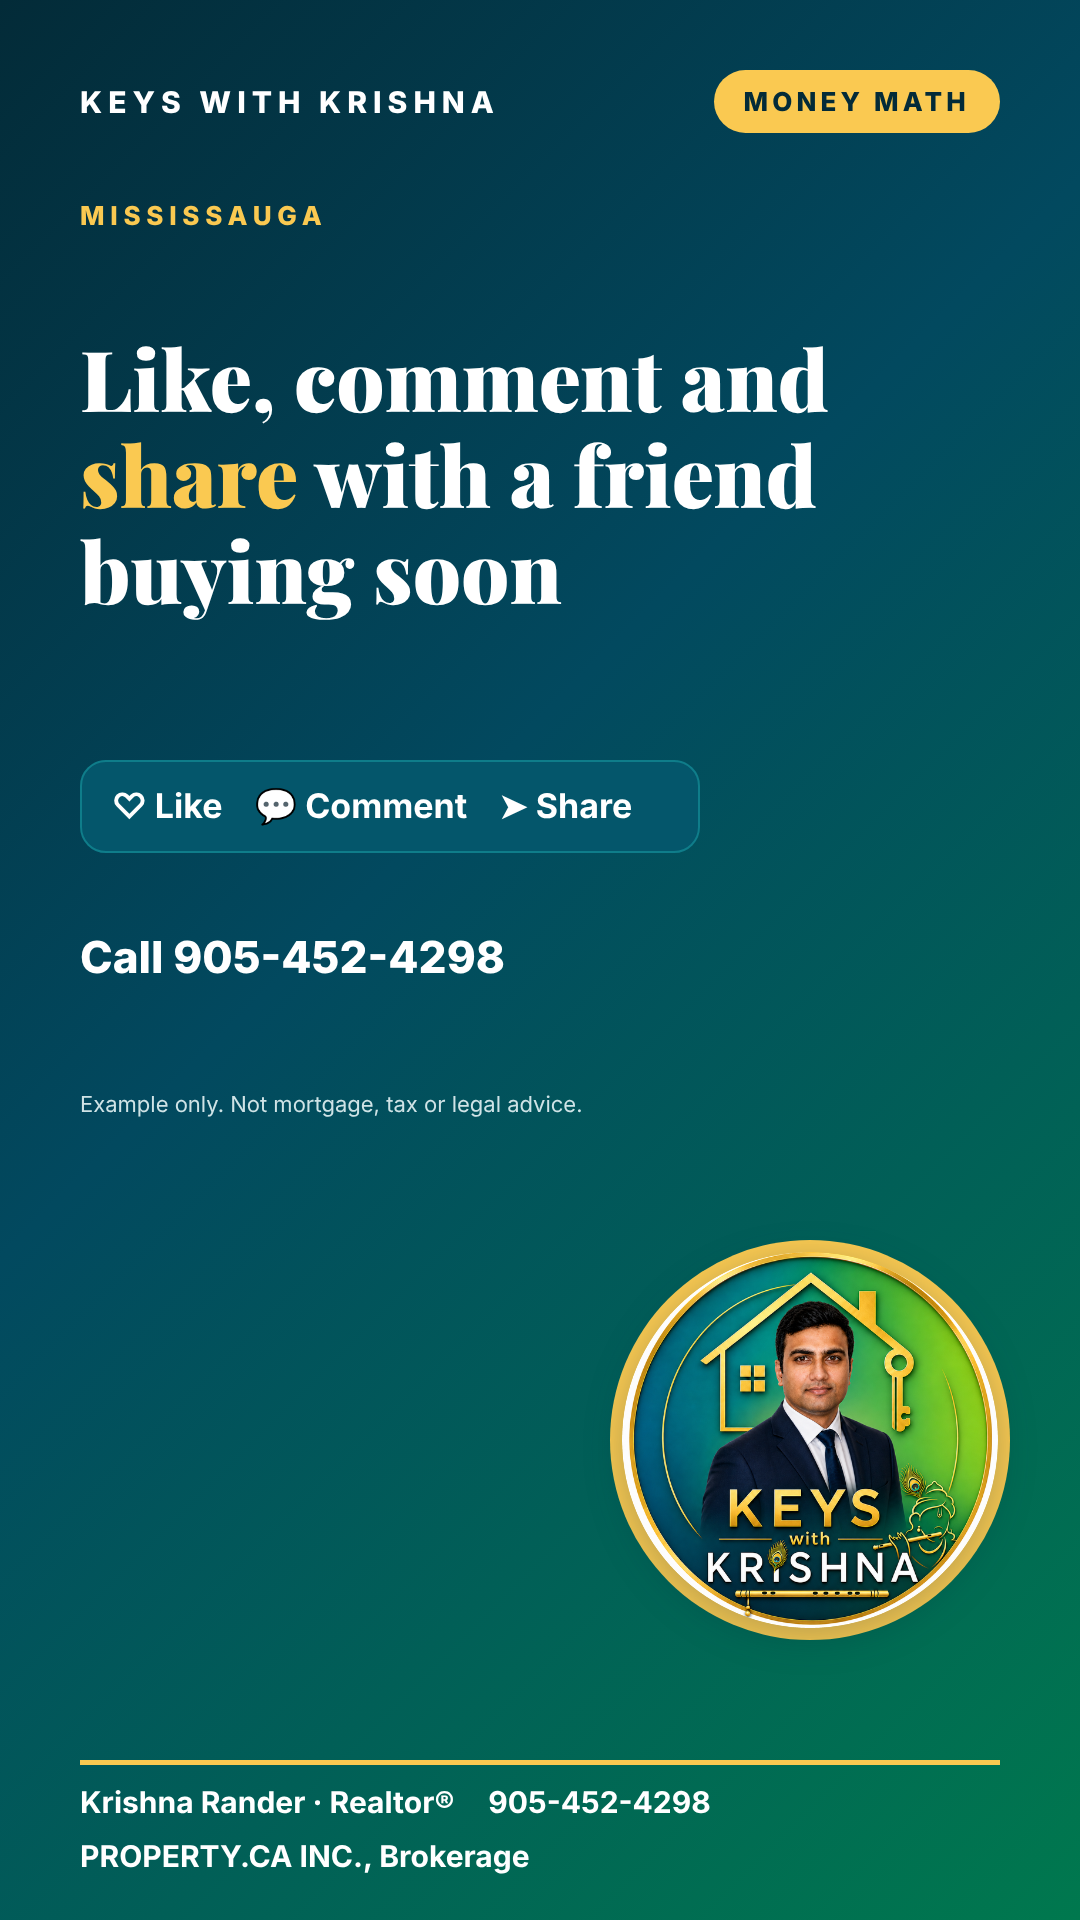 KEYS WITH KRISHNA
MONEY MATH
MISSISSAUGA
Like, comment and
share with a friend
buying soon
♡ Like 💬 Comment ➤ Share
Call 905-452-4298
Example only. Not mortgage, tax or legal advice.
KEYS
with
KRISHNA
Krishna Rander · Realtor® 905-452-4298
PROPERTY.CA INC., Brokerage